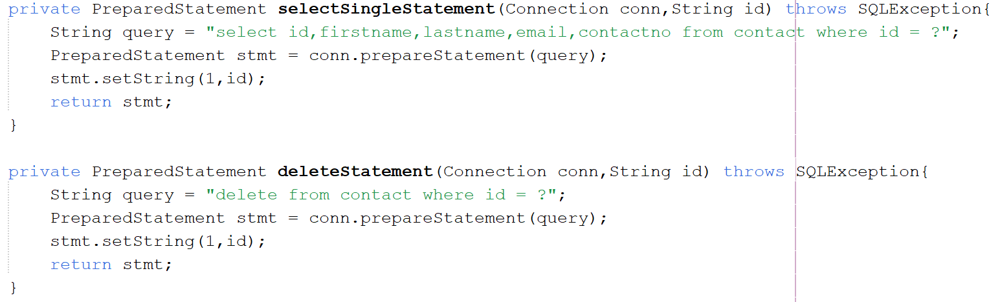 private PreparedStatement selectSingleStatement(Connection conn,String id) throws SQLException{
    String query = "select id,firstname,lastname,email,contactno from contact where id = ?";
    PreparedStatement stmt = conn.prepareStatement(query);
    stmt.setString(1,id);
    return stmt;
}

private PreparedStatement deleteStatement(Connection conn,String id) throws SQLException{
    String query = "delete from contact where id = ?";
    PreparedStatement stmt = conn.prepareStatement(query);
    stmt.setString(1,id);
    return stmt;
}